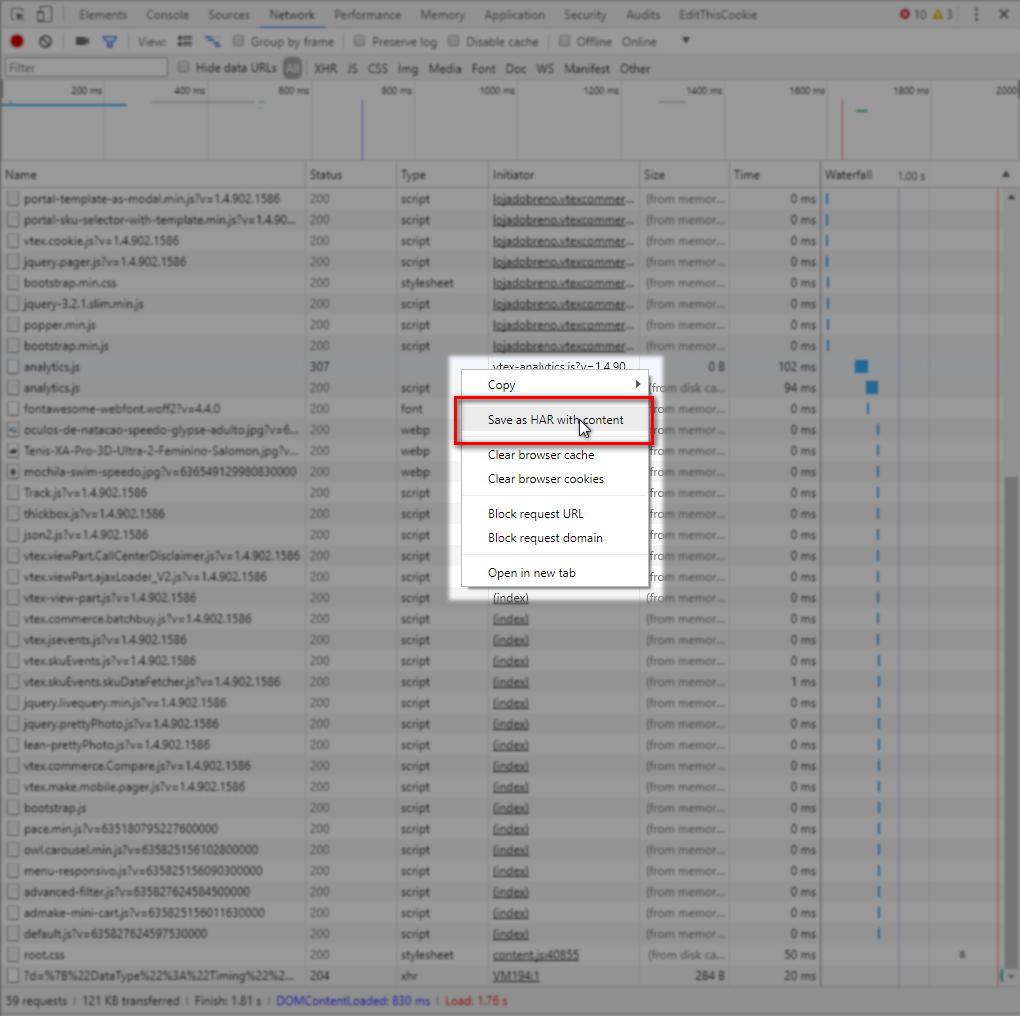 Elements Console Sources Network Performance Memory Application Security Audits EditThisCookie 10 3
View: Group by frame Preserve log Disable cache Offline Online
Filter Hide data URLs All XHR JS CSS Img Media Font Doc WS Manifest Other
200 ms 400 ms 600 ms 800 ms 1000 ms 1200 ms 1400 ms 1600 ms 1800 ms 2000
Name Status Type Initiator Size Time Waterfall 1.00 s
portal-template-as-modal.min.js?v=1.4.902.1586 200 script lojadobreno.vtexcommer... (from memor... 0 ms
portal-sku-selector-with-template.min.js?v=1.4.90... 200 script lojadobreno.vtexcommer... (from memor... 0 ms
vtex.cookie.js?v=1.4.902.1586 200 script lojadobreno.vtexcommer... (from memor... 0 ms
jquery.pager.js?v=1.4.902.1586 200 script lojadobreno.vtexcommer... (from memor... 0 ms
bootstrap.min.css 200 stylesheet lojadobreno.vtexcommer... (from memor... 0 ms
jquery-3.2.1.slim.min.js 200 script lojadobreno.vtexcommer... (from memor... 0 ms
popper.min.js 200 script lojadobreno.vtexcommer... (from memor... 0 ms
bootstrap.min.js 200 script lojadobreno.vtexcommer... (from memor... 0 ms
analytics.js 307 vtex-analytics.js?v=1.4.90 0 B 102 ms
analytics.js 200 script (from disk ca... 94 ms
fontawesome-webfont.woff2?v=4.4.0 200 font from memor... 0 ms
oculos-de-natacao-speedo-glypse-adulto.jpg?v=6... 200 webp from memor... 0 ms
Tenis-XA-Pro-3D-Ultra-2-Feminino-Salomon.jpg?v... 200 webp from memor... 0 ms
mochila-swim-speedo.jpg?v=636549129980830000 200 webp from memor... 0 ms
Track.js?v=1.4.902.1586 200 script from memor... 0 ms
thickbox.js?v=1.4.902.1586 200 script from memor... 0 ms
json2.js?v=1.4.902.1586 200 script from memor... 0 ms
vtex.viewPart.CallCenterDisclaimer.js?v=1.4.902.1586 200 script from memor... 0 ms
vtex.viewPart.ajaxLoader_V2.js?v=1.4.902.1586 200 script from memor... 0 ms
Copy
Save as HAR with content
Clear browser cache
Clear browser cookies
Block request URL
Block request domain
Open in new tab
vtex-view-part.js?v=1.4.902.1586 200 script (index) (from memor... 0 ms
vtex.commerce.batchbuy.js?v=1.4.902.1586 200 script (index) (from memor... 0 ms
vtex.jsevents.js?v=1.4.902.1586 200 script (index) (from memor... 0 ms
vtex.skuEvents.js?v=1.4.902.1586 200 script (index) (from memor... 0 ms
vtex.skuEvents.skuDataFetcher.js?v=1.4.902.1586 200 script (index) (from memor... 1 ms
jquery.livequery.min.js?v=1.4.902.1586 200 script (index) (from memor... 0 ms
jquery.prettyPhoto.js?v=1.4.902.1586 200 script (index) (from memor... 0 ms
lean-prettyPhoto.js?v=1.4.902.1586 200 script (index) (from memor... 0 ms
vtex.commerce.Compare.js?v=1.4.902.1586 200 script (index) (from memor... 0 ms
vtex.make.mobile.pager.js?v=1.4.902.1586 200 script (index) (from memor... 0 ms
bootstrap.js 200 script (index) (from memor... 0 ms
pace.min.js?v=635180795227600000 200 script (index) (from memor... 0 ms
owl.carousel.min.js?v=635825156102800000 200 script (index) (from memor... 0 ms
menu-responsivo.js?v=635825156090300000 200 script (index) (from memor... 0 ms
advanced-filter.js?v=635827624584500000 200 script (index) (from memor... 0 ms
admake-mini-cart.js?v=635825156011630000 200 script (index) (from memor... 0 ms
default.js?v=635827624597530000 200 script (index) (from memor... 0 ms
root.css 200 stylesheet content.js:40855 (from disk ca... 50 ms
?d=%7B%22DataType%22%3A%22Timing%22%2... 204 xhr VM194:1 284 B 20 ms
59 requests | 121 KB transferred | Finish: 1.81 s | DOMContentLoaded: 830 ms | Load: 1.76 s